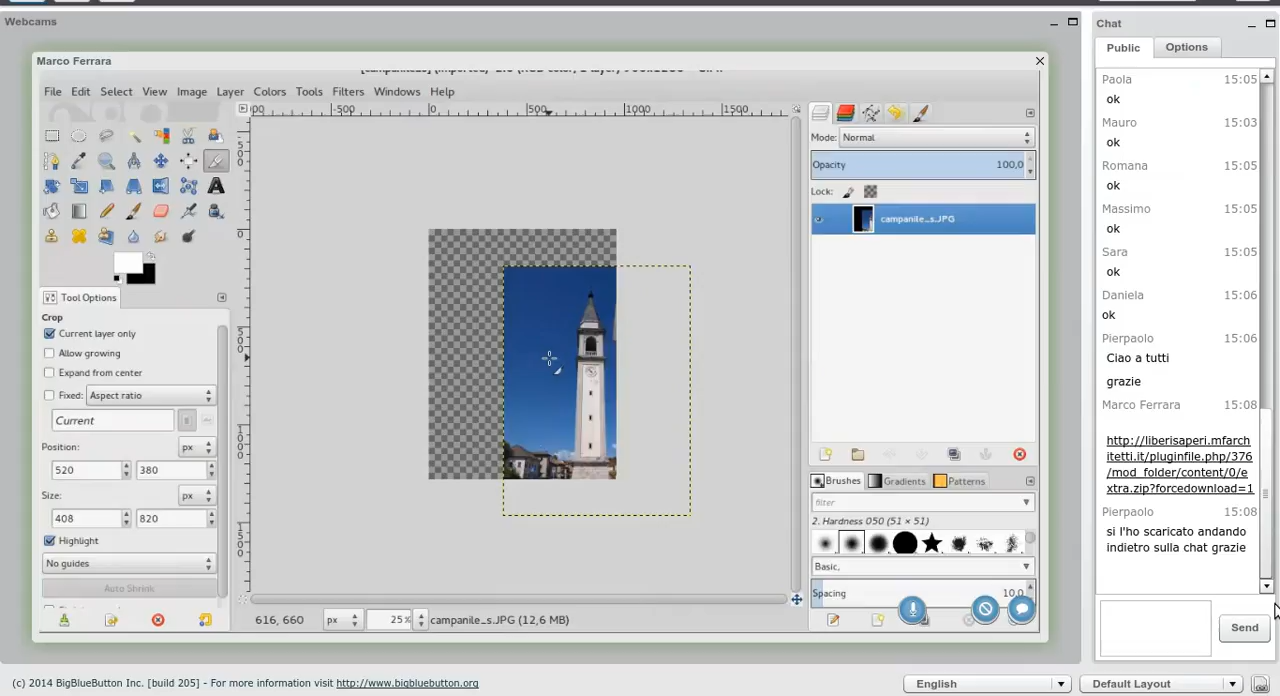 Webcams
Marco Ferrara
File Edit Select View Image Layer Colors Tools Filters Windows Help
-500 0 500 1000 1500
Mode: Normal
Opacity 100,0
Lock:
campanile_s.JPG
Tool Options
Crop
Current layer only
Allow growing
Expand from center
Fixed: Aspect ratio
Current
Position: px
520 380
Size: px
408 820
Highlight
No guides
Auto Shrink
616, 660 px 25% campanile_s.JPG (12,6 MB)
Brushes Gradients Patterns
filter
2. Hardness 050 (51 × 51)
Basic,
Spacing 10,0
Chat
Public Options
Paola 15:05
ok
Mauro 15:03
ok
Romana 15:05
ok
Massimo 15:05
ok
Sara 15:05
ok
Daniela 15:06
ok
Pierpaolo 15:06
Ciao a tutti
grazie
Marco Ferrara 15:08
http://liberisaperi.mfarch
itetti.it/pluginfile.php/376
/mod_folder/content/0/e
xtra.zip?forcedownload=1
Pierpaolo 15:08
si l'ho scaricato andando
indietro sulla chat grazie
Send
(c) 2014 BigBlueButton Inc. [build 205] - For more information visit http://www.bigbluebutton.org
English
Default Layout